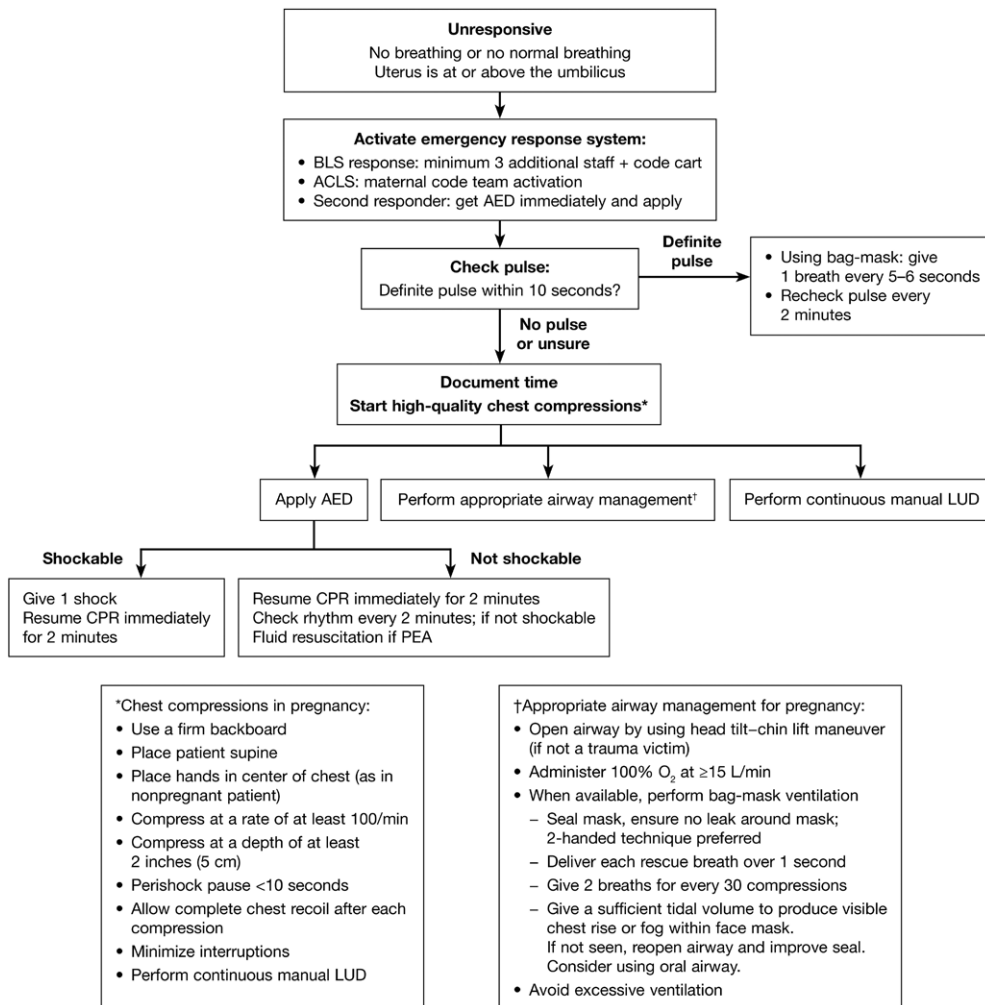 Unresponsive
No breathing or no normal breathing
Uterus is at or above the umbilicus
Activate emergency response system:
• BLS response: minimum 3 additional staff + code cart
• ACLS: maternal code team activation
• Second responder: get AED immediately and apply
Check pulse:
Definite pulse within 10 seconds?
Definite
pulse
• Using bag-mask: give
1 breath every 5–6 seconds
• Recheck pulse every
2 minutes
No pulse
or unsure
Document time
Start high-quality chest compressions*
Apply AED
Perform appropriate airway management†
Perform continuous manual LUD
Shockable
Not shockable
Give 1 shock
Resume CPR immediately
for 2 minutes
Resume CPR immediately for 2 minutes
Check rhythm every 2 minutes; if not shockable
Fluid resuscitation if PEA
*Chest compressions in pregnancy:
• Use a firm backboard
• Place patient supine
• Place hands in center of chest (as in
nonpregnant patient)
• Compress at a rate of at least 100/min
• Compress at a depth of at least
2 inches (5 cm)
• Perishock pause <10 seconds
• Allow complete chest recoil after each
compression
• Minimize interruptions
• Perform continuous manual LUD
†Appropriate airway management for pregnancy:
• Open airway by using head tilt–chin lift maneuver
(if not a trauma victim)
• Administer 100% O₂ at ≥15 L/min
• When available, perform bag-mask ventilation
– Seal mask, ensure no leak around mask;
2-handed technique preferred
– Deliver each rescue breath over 1 second
– Give 2 breaths for every 30 compressions
– Give a sufficient tidal volume to produce visible
chest rise or fog within face mask.
If not seen, reopen airway and improve seal.
Consider using oral airway.
• Avoid excessive ventilation